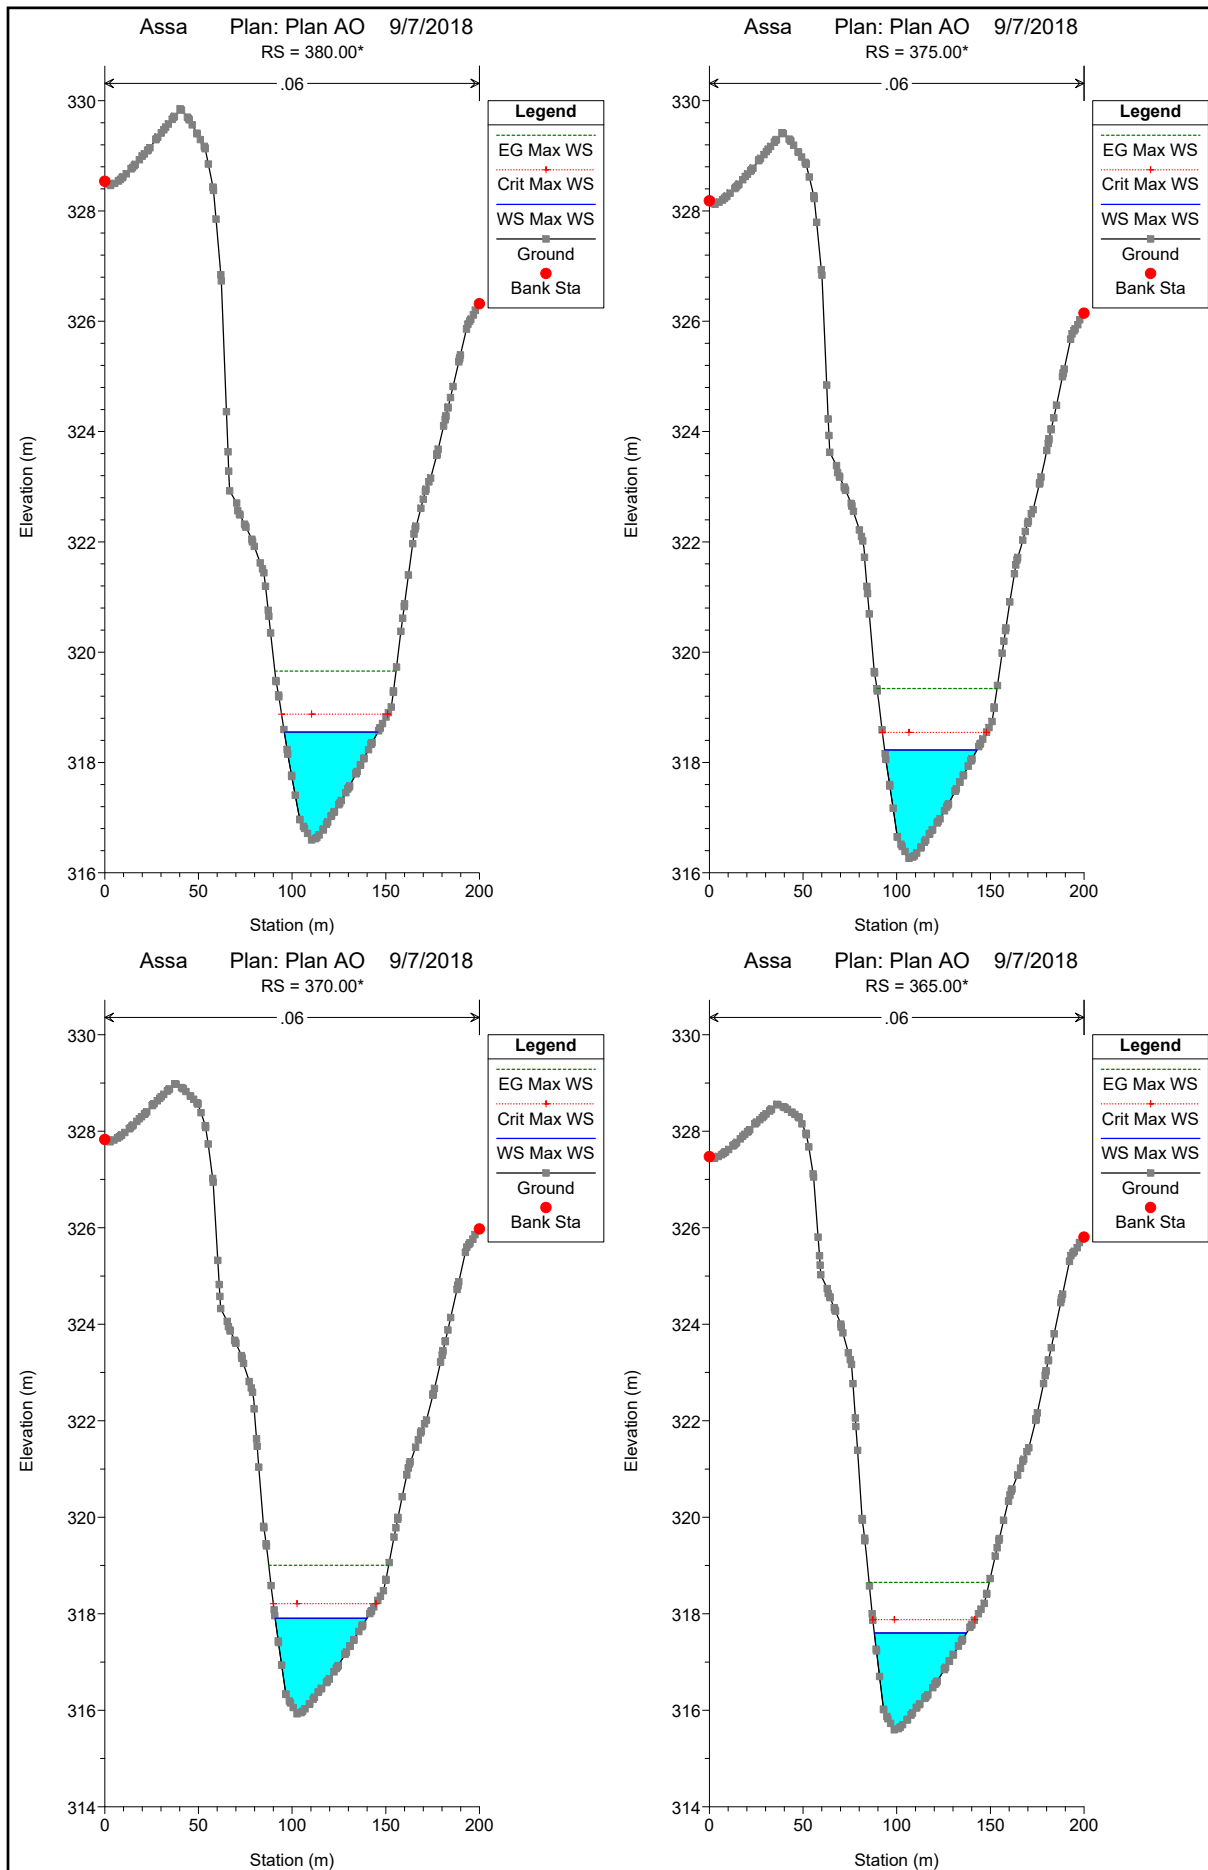 Assa Plan: Plan AO 9/7/2018
RS = 380.00*
.06
330
328
326
324
322
320
318
316
0 50 100 150 200
Elevation (m)
Station (m)
Legend
EG Max WS
Crit Max WS
WS Max WS
Ground
Bank Sta
Assa Plan: Plan AO 9/7/2018
RS = 375.00*
.06
330
328
326
324
322
320
318
316
0 50 100 150 200
Elevation (m)
Station (m)
Legend
EG Max WS
Crit Max WS
WS Max WS
Ground
Bank Sta
Assa Plan: Plan AO 9/7/2018
RS = 370.00*
.06
330
328
326
324
322
320
318
316
314
0 50 100 150 200
Elevation (m)
Station (m)
Legend
EG Max WS
Crit Max WS
WS Max WS
Ground
Bank Sta
Assa Plan: Plan AO 9/7/2018
RS = 365.00*
.06
330
328
326
324
322
320
318
316
314
0 50 100 150 200
Elevation (m)
Station (m)
Legend
EG Max WS
Crit Max WS
WS Max WS
Ground
Bank Sta